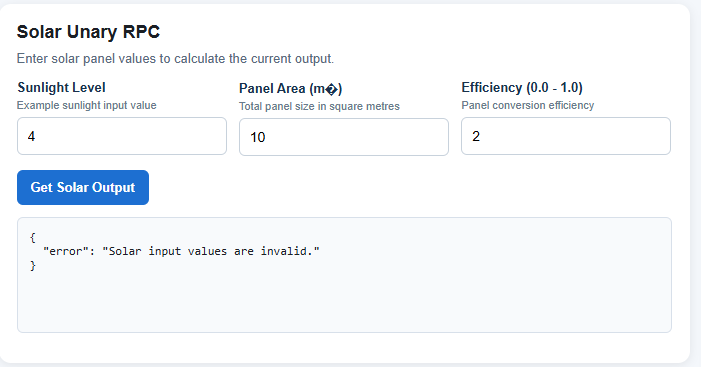 Solar Unary RPC
Enter solar panel values to calculate the current output.
Sunlight Level
Example sunlight input value
4
Panel Area (m�)
Total panel size in square metres
10
Efficiency (0.0 - 1.0)
Panel conversion efficiency
2
Get Solar Output
{
  "error": "Solar input values are invalid."
}